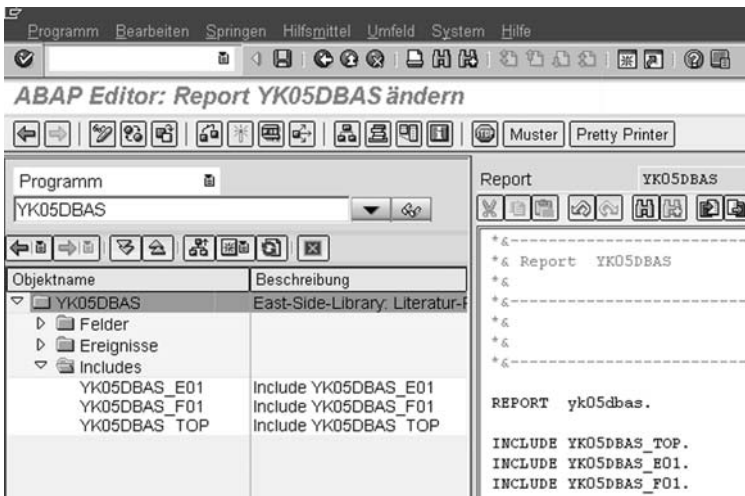 Programm Bearbeiten Springen Hilfsmittel Umfeld System Hilfe
ABAP Editor: Report YK05DBAS ändern
Muster Pretty Printer
Programm
YK05DBAS
Objektname Beschreibung
YK05DBAS East-Side-Library: Literatur-
Felder
Ereignisse
Includes
YK05DBAS_E01 Include YK05DBAS_E01
YK05DBAS_F01 Include YK05DBAS_F01
YK05DBAS_TOP Include YK05DBAS_TOP
Report YK05DBAS
*&---------------------------
*& Report YK05DBAS
*&
*&---------------------------
*&
*&
*&---------------------------
REPORT yk05dbas.
INCLUDE YK05DBAS_TOP.
INCLUDE YK05DBAS_E01.
INCLUDE YK05DBAS_F01.